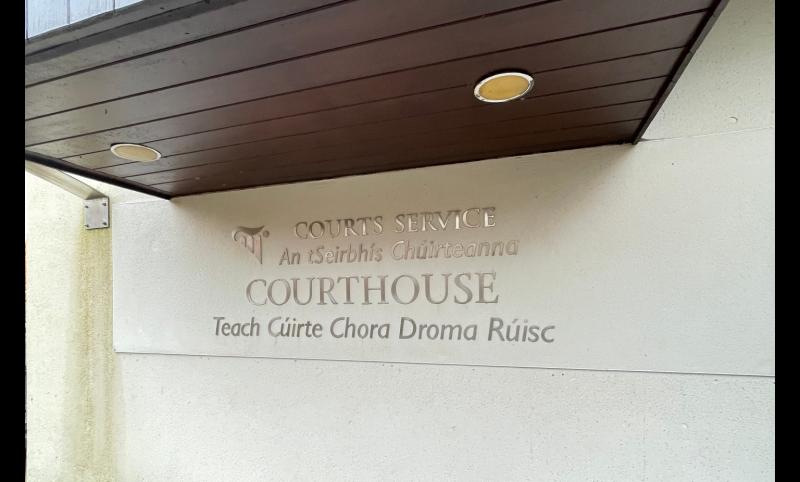 COURTS SERVICE
An tSeirbhís Chúirteanna
COURTHOUSE
Teach Cúirte Chora Droma Rúisc